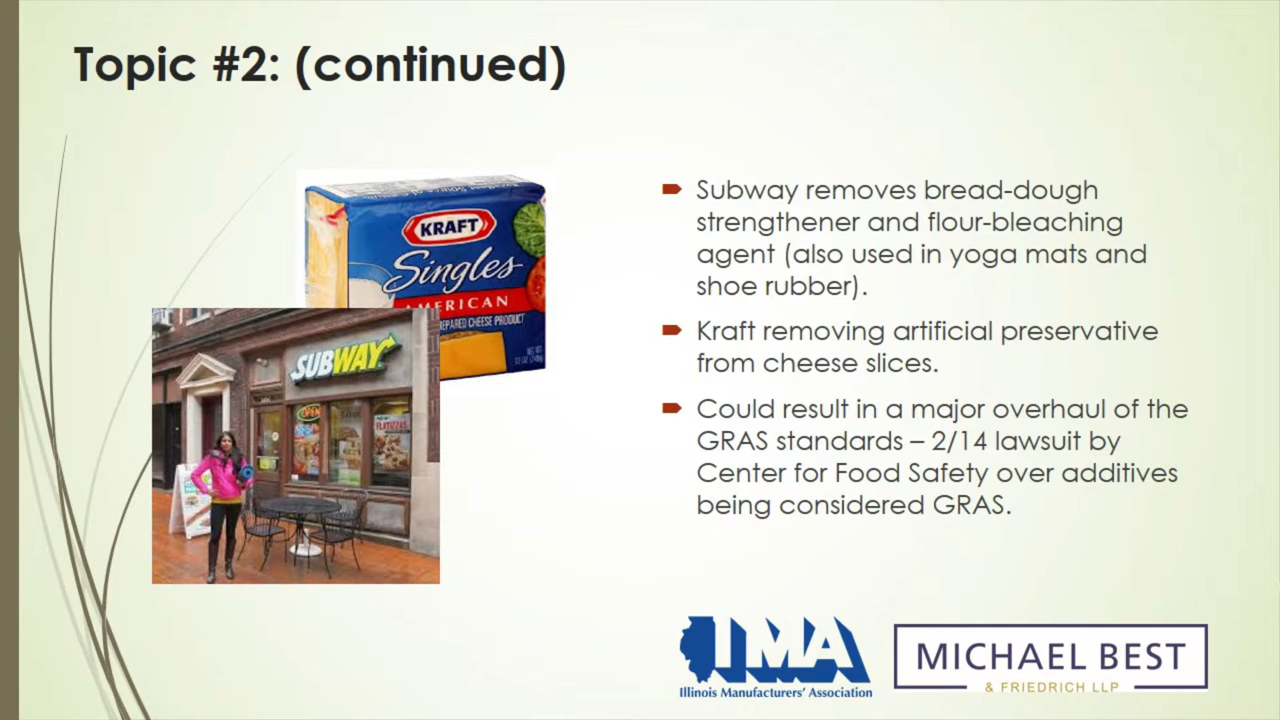 Topic #2: (continued)
KRAFT
Singles
AMERICAN
CHEESE PRODUCT
SUBWAY
OPEN
FLATIZZAS
Subway removes bread-dough
strengthener and flour-bleaching
agent (also used in yoga mats and
shoe rubber).
Kraft removing artificial preservative
from cheese slices.
Could result in a major overhaul of the
GRAS standards – 2/14 lawsuit by
Center for Food Safety over additives
being considered GRAS.
IMA
Illinois Manufacturers' Association
MICHAEL BEST
& FRIEDRICH LLP